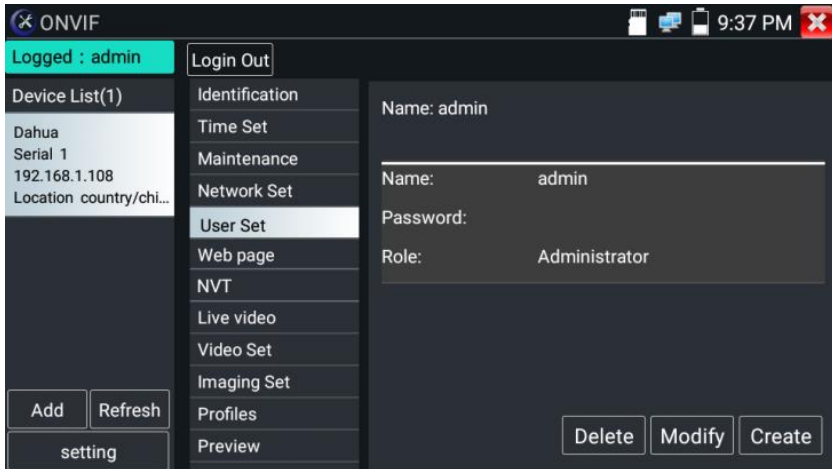 ONVIF
9:37 PM
Logged : admin
Login Out
Device List(1)
Dahua
Serial 1
192.168.1.108
Location country/chi...
Add
Refresh
setting
Identification
Time Set
Maintenance
Network Set
User Set
Web page
NVT
Live video
Video Set
Imaging Set
Profiles
Preview
Name: admin
Name: admin
Password:
Role: Administrator
Delete
Modify
Create